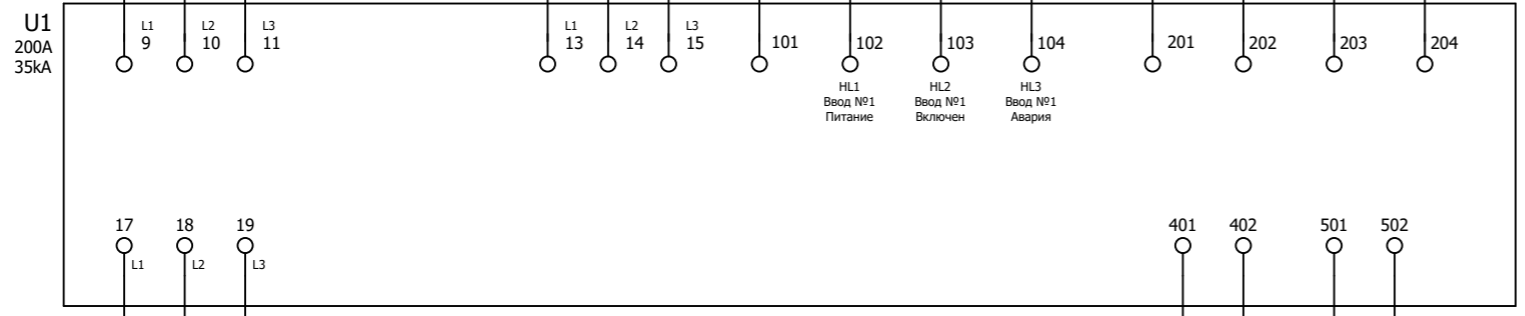 U1
200A
35kA
L1
9
L2
10
L3
11
L1
13
L2
14
L3
15
101
102
103
104
201
202
203
204
HL1
Ввод №1
Питание
HL2
Ввод №1
Включен
HL3
Ввод №1
Авария
17
18
19
401
402
501
502
L1
L2
L3